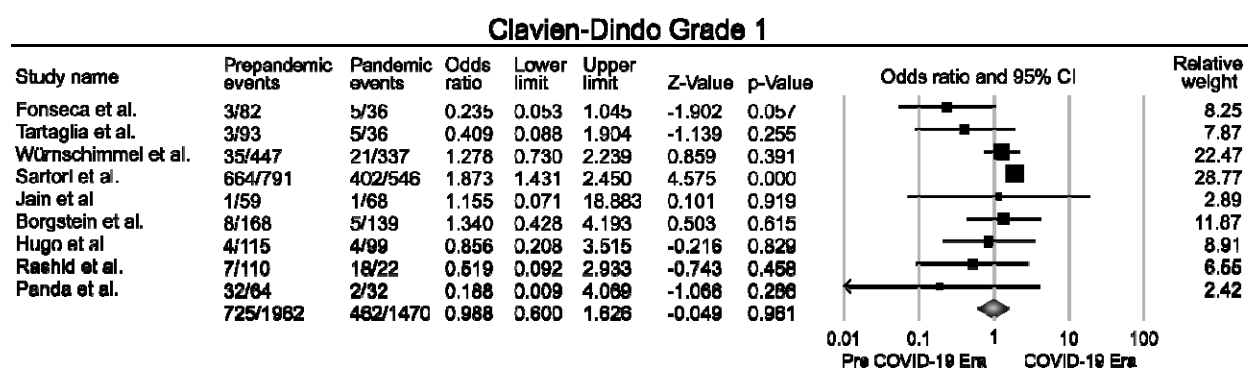 Clavien-Dindo Grade 1
Study name Prepandemic events Pandemic events Odds ratio Lower limit Upper limit Z-Value p-Value Odds ratio and 95% CI Relative weight
Fonseca et al. 3/82 5/36 0.235 0.053 1.045 -1.902 0.057 8.25
Tartaglia et al. 3/93 5/36 0.409 0.088 1.904 -1.139 0.255 7.87
Würnschimmel et al. 35/447 21/337 1.278 0.730 2.239 0.859 0.391 22.47
Sartori et al. 664/791 402/546 1.873 1.431 2.450 4.575 0.000 28.77
Jain et al 1/59 1/68 1.155 0.071 18.883 0.101 0.919 2.89
Borgstein et al. 8/168 5/139 1.340 0.428 4.193 0.503 0.615 11.87
Hugo et al 4/115 4/99 0.856 0.208 3.515 -0.216 0.829 8.91
Rashid et al. 7/110 18/22 0.519 0.092 2.933 -0.743 0.458 6.55
Panda et al. 32/64 2/32 0.188 0.009 4.069 -1.066 0.286 2.42
725/1962 462/1470 0.988 0.600 1.626 -0.049 0.961
0.01 0.1 1 10 100
Pre COVID-19 Era COVID-19 Era